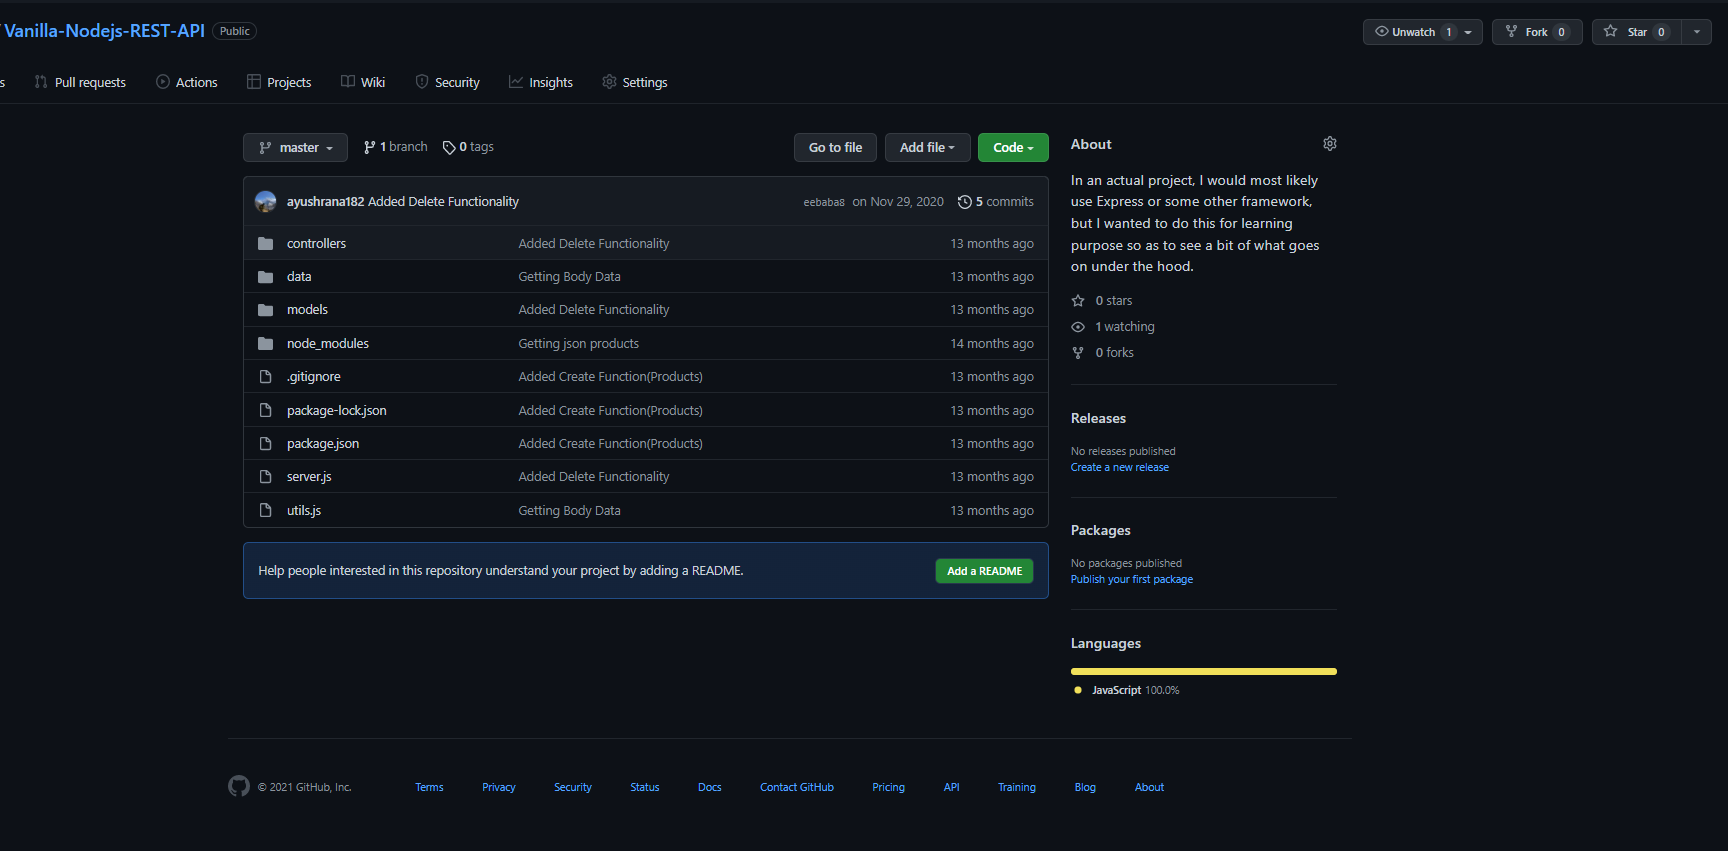 Vanilla-Nodejs-REST-API Public
Unwatch 1 Fork 0 Star 0
s Pull requests Actions Projects Wiki Security Insights Settings
master 1 branch 0 tags Go to file Add file Code
ayushrana182 Added Delete Functionality eebaba8 on Nov 29, 2020 5 commits
controllers Added Delete Functionality 13 months ago
data Getting Body Data 13 months ago
models Added Delete Functionality 13 months ago
node_modules Getting json products 14 months ago
.gitignore Added Create Function(Products) 13 months ago
package-lock.json Added Create Function(Products) 13 months ago
package.json Added Create Function(Products) 13 months ago
server.js Added Delete Functionality 13 months ago
utils.js Getting Body Data 13 months ago
Help people interested in this repository understand your project by adding a README. Add a README
About
In an actual project, I would most likely
use Express or some other framework,
but I wanted to do this for learning
purpose so as to see a bit of what goes
on under the hood.
0 stars
1 watching
0 forks
Releases
No releases published
Create a new release
Packages
No packages published
Publish your first package
Languages
JavaScript 100.0%
© 2021 GitHub, Inc. Terms Privacy Security Status Docs Contact GitHub Pricing API Training Blog About